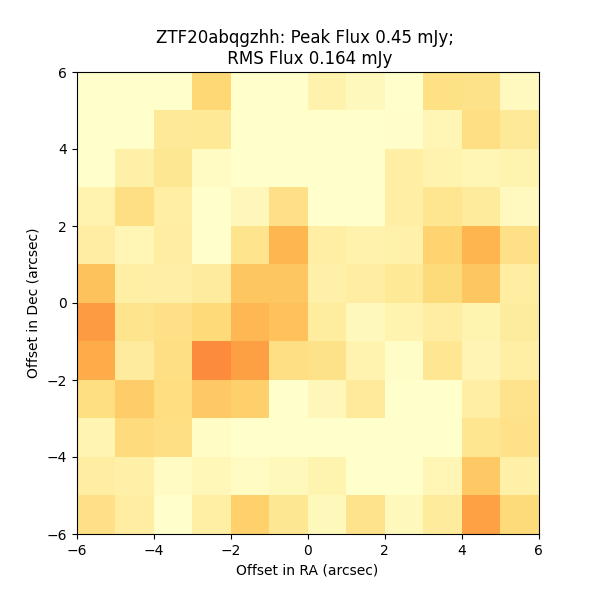 ZTF20abqgzhh: Peak Flux 0.45 mJy;
RMS Flux 0.164 mJy
6
4
2
0
−2
−4
−6
Offset in Dec (arcsec)
−6 −4 −2 0 2 4 6
Offset in RA (arcsec)